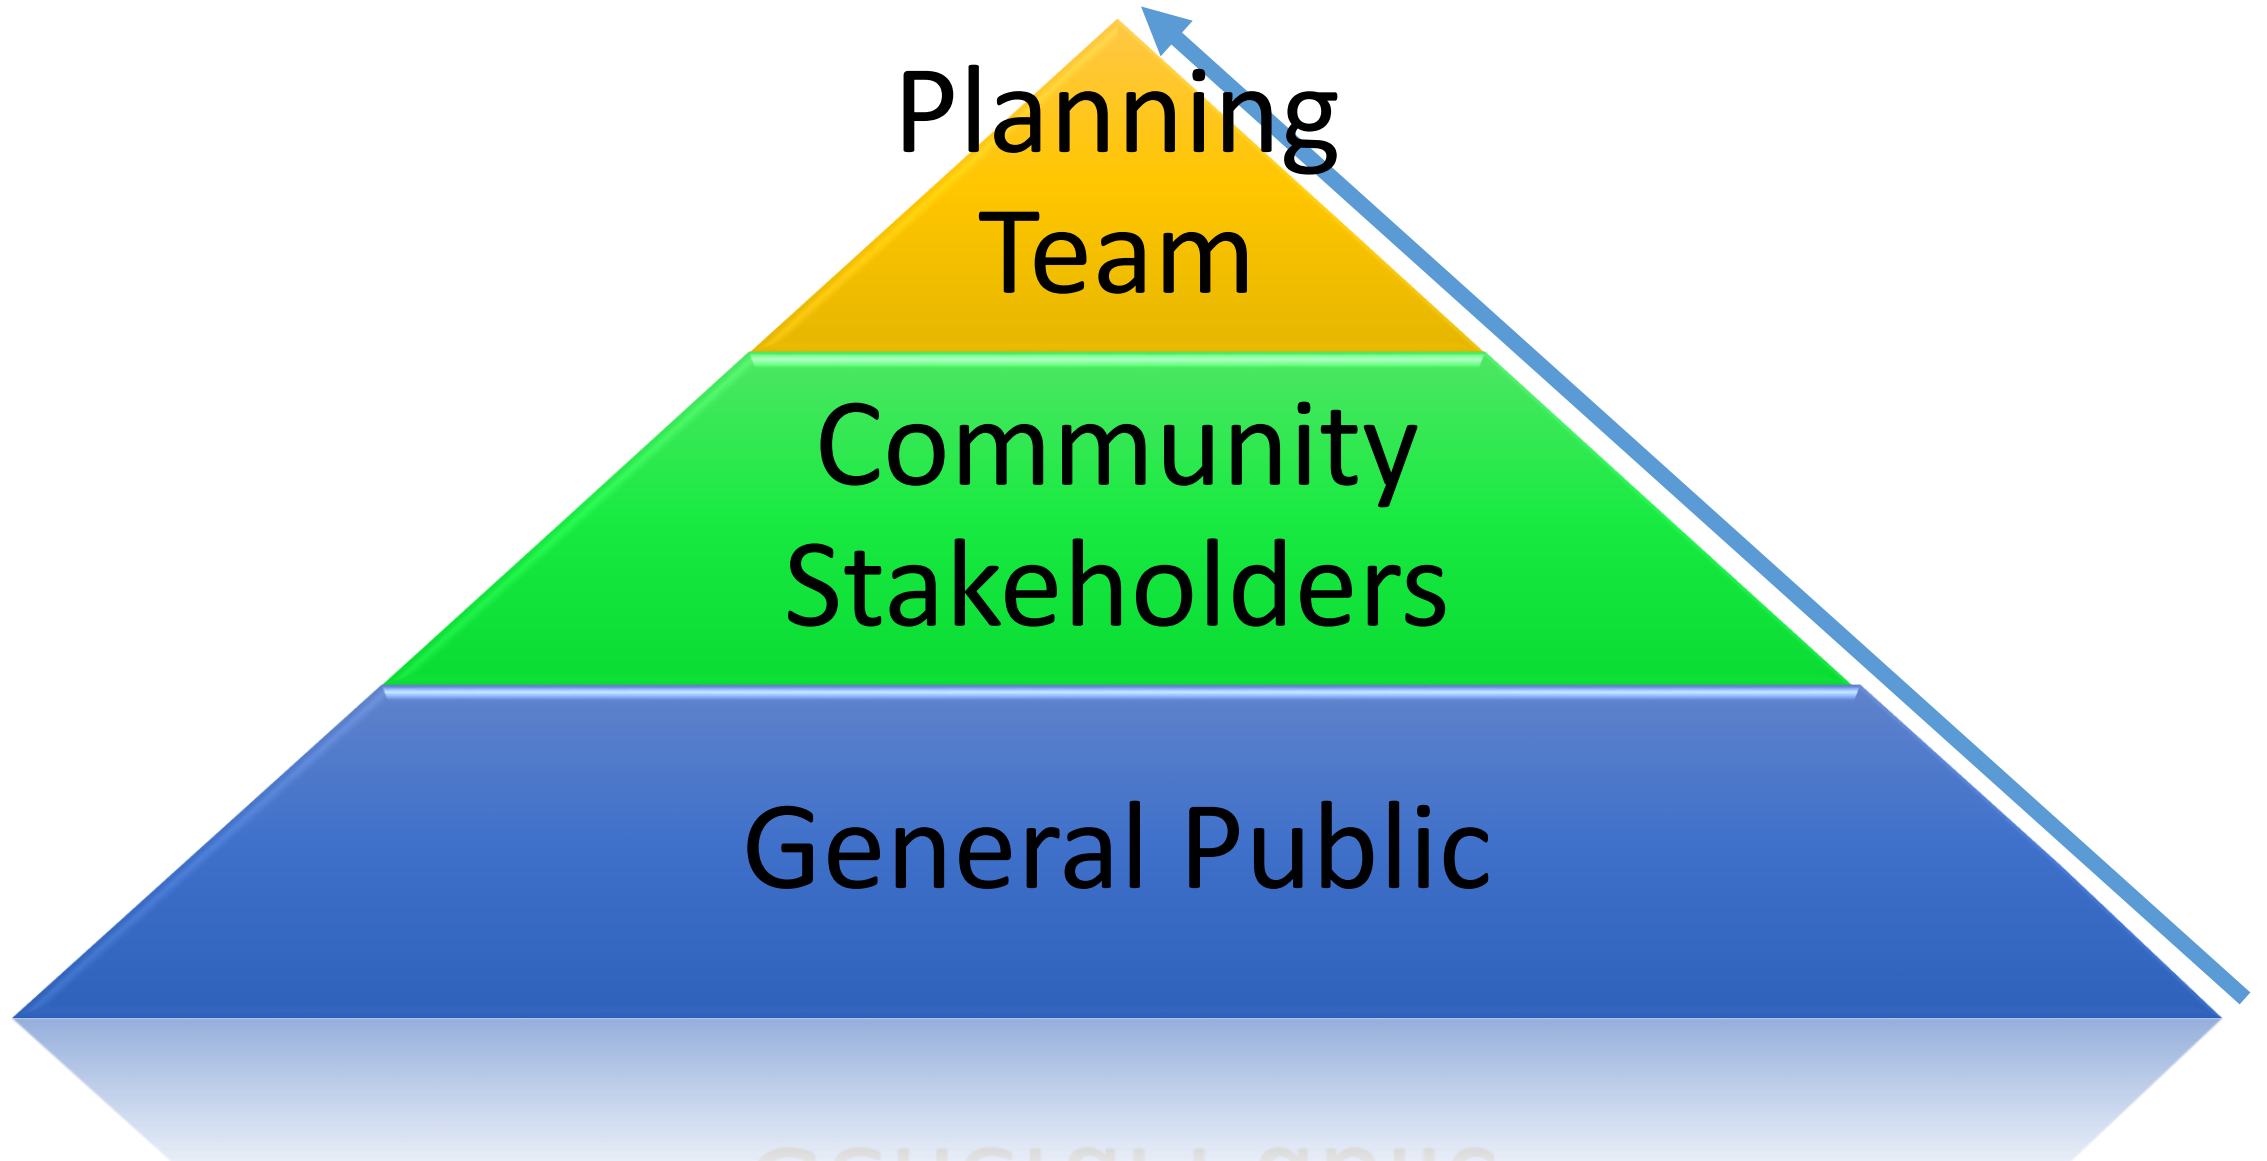 Planning
Team
Community
Stakeholders
General Public